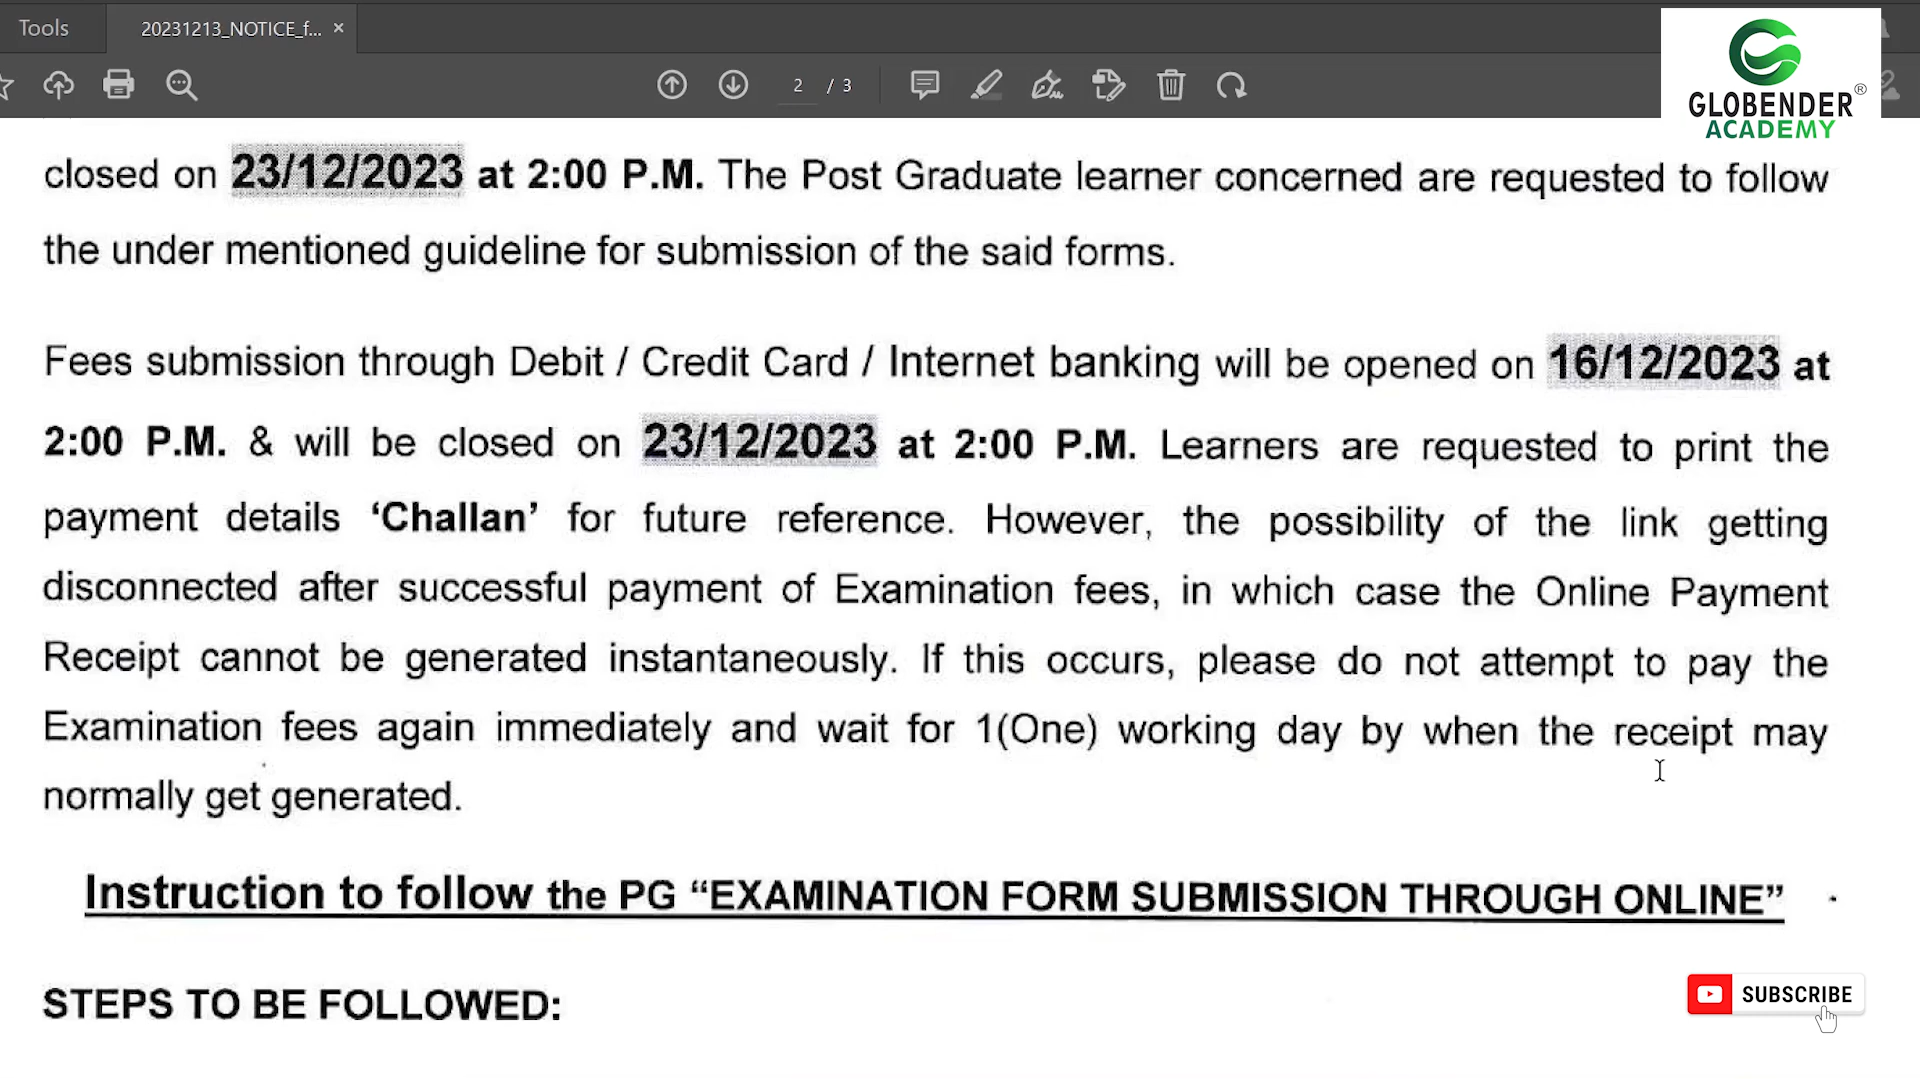 Tools
20231213_NOTICE_f... ×
2 / 3
GLOBENDER®
ACADEMY
closed on 23/12/2023 at 2:00 P.M. The Post Graduate learner concerned are requested to follow
the under mentioned guideline for submission of the said forms.
Fees submission through Debit / Credit Card / Internet banking will be opened on 16/12/2023 at
2:00 P.M. & will be closed on 23/12/2023 at 2:00 P.M. Learners are requested to print the
payment details ‘Challan’ for future reference. However, the possibility of the link getting
disconnected after successful payment of Examination fees, in which case the Online Payment
Receipt cannot be generated instantaneously. If this occurs, please do not attempt to pay the
Examination fees again immediately and wait for 1(One) working day by when the receipt may
normally get generated.
Instruction to follow the PG “EXAMINATION FORM SUBMISSION THROUGH ONLINE”
STEPS TO BE FOLLOWED:
SUBSCRIBE